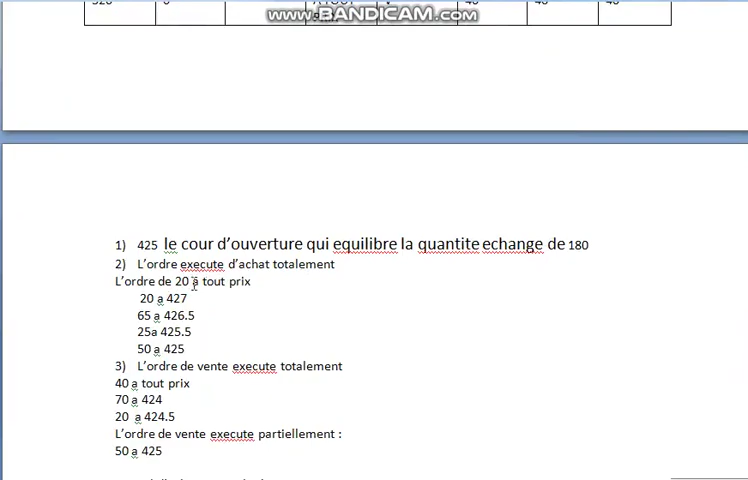 www.BANDICAM.com
1) 425 le cour d’ouverture qui equilibre la quantite echange de 180
2) L’ordre execute d’achat totalement
L’ordre de 20 a tout prix
20 a 427
65 a 426.5
25a 425.5
50 a 425
3) L’ordre de vente execute totalement
40 a tout prix
70 a 424
20 a 424.5
L’ordre de vente execute partiellement :
50 a 425